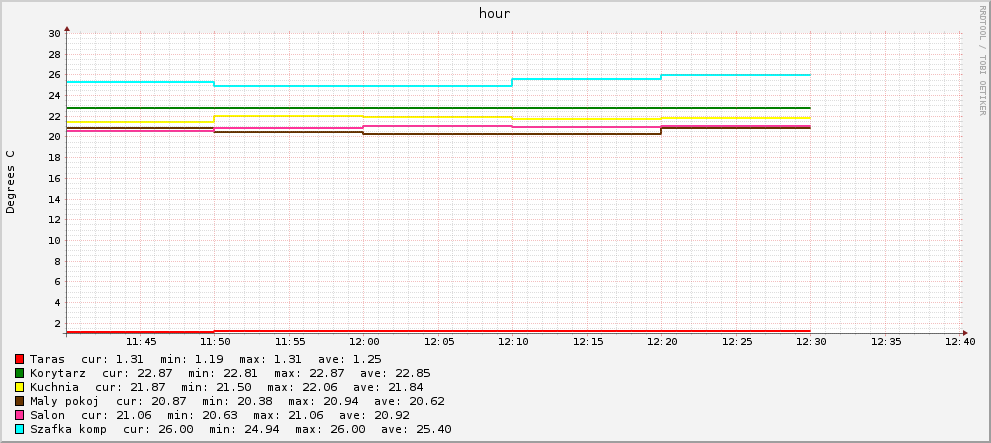 hour
RRDTOOL / TOBI OETIKER
Degrees C
30
28
26
24
22
20
18
16
14
12
10
8
6
4
2
11:45 11:50 11:55 12:00 12:05 12:10 12:15 12:20 12:25 12:30 12:35 12:40
Taras cur: 1.31 min: 1.19 max: 1.31 ave: 1.25
Korytarz cur: 22.87 min: 22.81 max: 22.87 ave: 22.85
Kuchnia cur: 21.87 min: 21.50 max: 22.06 ave: 21.84
Maly pokoj cur: 20.87 min: 20.38 max: 20.94 ave: 20.62
Salon cur: 21.06 min: 20.63 max: 21.06 ave: 20.92
Szafka komp cur: 26.00 min: 24.94 max: 26.00 ave: 25.40